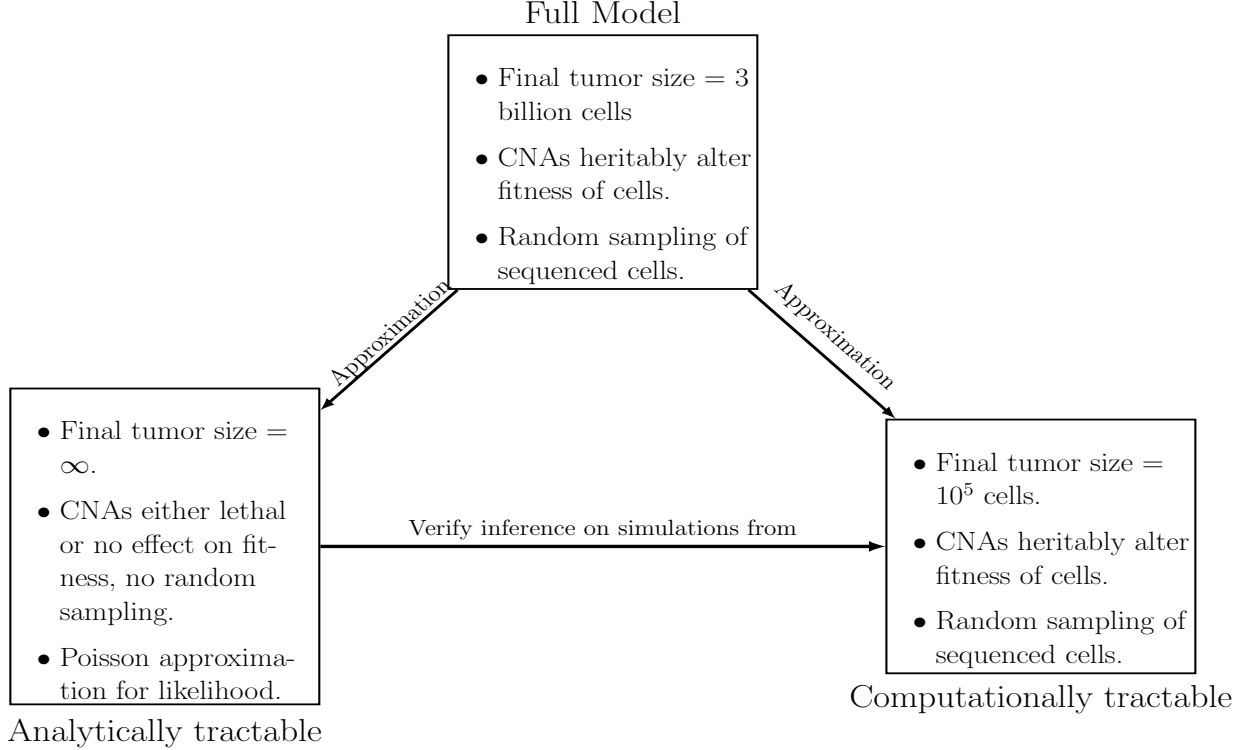 Full Model
• Final tumor size = 3
billion cells
• CNAs heritably alter
fitness of cells.
• Random sampling of
sequenced cells.
Approximation
Approximation
• Final tumor size =
∞.
• CNAs either lethal
or no effect on fit-
ness, no random
sampling.
• Poisson approxima-
tion for likelihood.
Analytically tractable
Verify inference on simulations from
• Final tumor size =
10⁵ cells.
• CNAs heritably alter
fitness of cells.
• Random sampling of
sequenced cells.
Computationally tractable